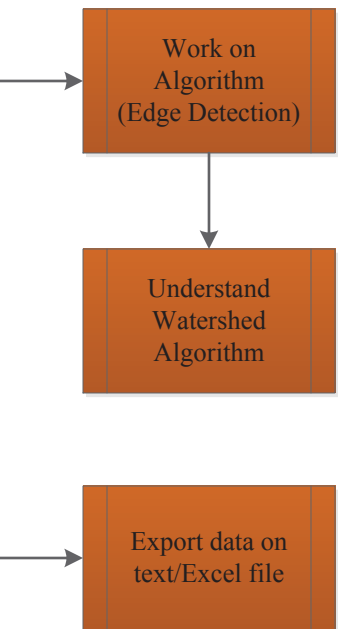 Work on
Algorithm
(Edge Detection)
Understand
Watershed
Algorithm
Export data on
text/Excel file